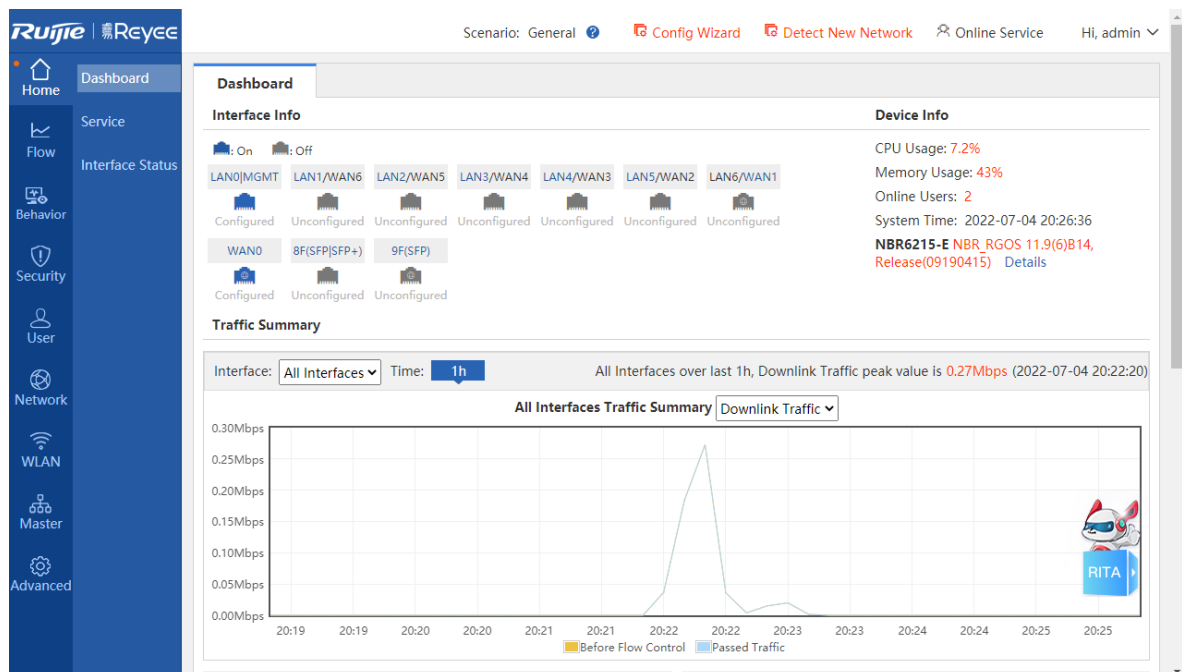 Ruijie | 睿易Reyee
Scenario: General ? Config Wizard Detect New Network Online Service Hi, admin
Home
Flow
Behavior
Security
User
Network
WLAN
Master
Advanced
Dashboard
Service
Interface Status
Dashboard
Interface Info
: On : Off
LAN0|MGMT LAN1/WAN6 LAN2/WAN5 LAN3/WAN4 LAN4/WAN3 LAN5/WAN2 LAN6/WAN1
Configured Unconfigured Unconfigured Unconfigured Unconfigured Unconfigured Unconfigured
WAN0 8F(SFP|SFP+) 9F(SFP)
Configured Unconfigured Unconfigured
Device Info
CPU Usage: 7.2%
Memory Usage: 43%
Online Users: 2
System Time: 2022-07-04 20:26:36
NBR6215-E NBR_RGOS 11.9(6)B14,
Release(09190415) Details
Traffic Summary
Interface: All Interfaces Time: 1h All Interfaces over last 1h, Downlink Traffic peak value is 0.27Mbps (2022-07-04 20:22:20)
All Interfaces Traffic Summary Downlink Traffic
0.30Mbps
0.25Mbps
0.20Mbps
0.15Mbps
0.10Mbps
0.05Mbps
0.00Mbps
20:19 20:19 20:20 20:20 20:21 20:21 20:22 20:22 20:23 20:23 20:24 20:24 20:25 20:25
Before Flow Control Passed Traffic
RITA